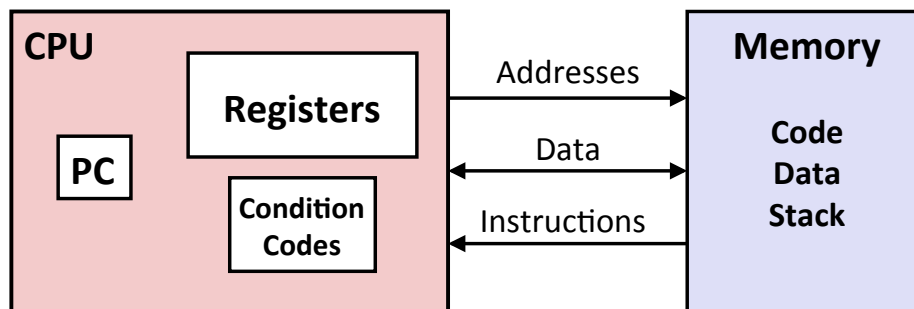 CPU
Registers
PC
Condition
Codes
Addresses
Data
Instructions
Memory
Code
Data
Stack